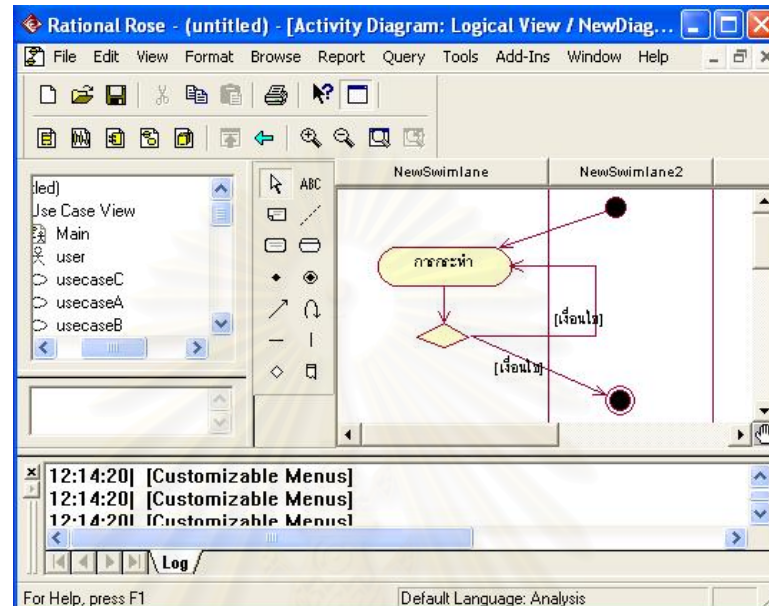 Rational Rose - (untitled) - [Activity Diagram: Logical View / NewDiag...
File Edit View Format Browse Report Query Tools Add-Ins Window Help
ABC
NewSwimlane NewSwimlane2
led)
Use Case View
Main
user
usecaseC
usecaseA
usecaseB
การกระทำ
[เงื่อนไข]
[เงื่อนไข]
12:14:20| [Customizable Menus]
12:14:20| [Customizable Menus]
12:14:20| [Customizable Menus]
Log
For Help, press F1 Default Language: Analysis